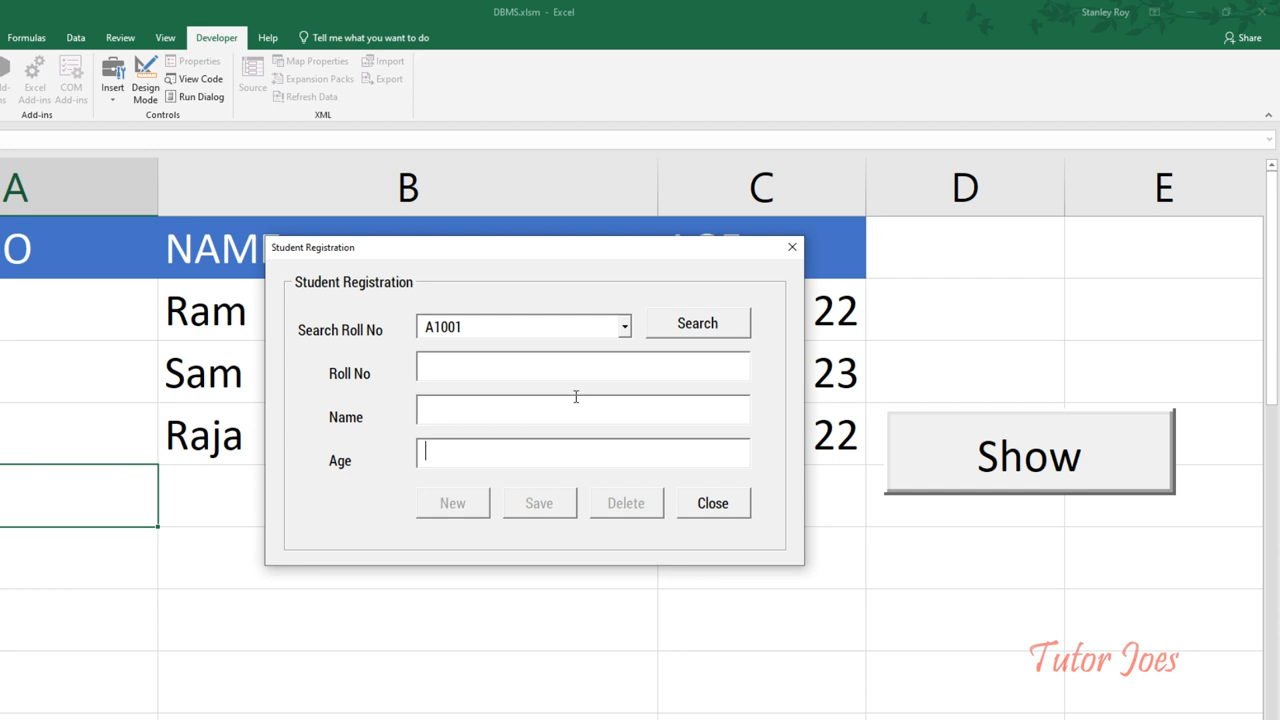 DBMS.xlsm - Excel
Stanley Roy
Formulas Data Review View Developer Help Tell me what you want to do
Share
Properties
View Code
Run Dialog
Map Properties
Expansion Packs
Refresh Data
Import
Export
Excel
Add-ins
COM
Add-ins
Insert
Design
Mode
Source
Add-ins Controls XML
A B C D E
O NAME
Ram 22
Sam 23
Raja 22
Student Registration
Student Registration
Search Roll No A1001 Search
Roll No
Name
Age
New Save Delete Close
Show
Tutor Joes